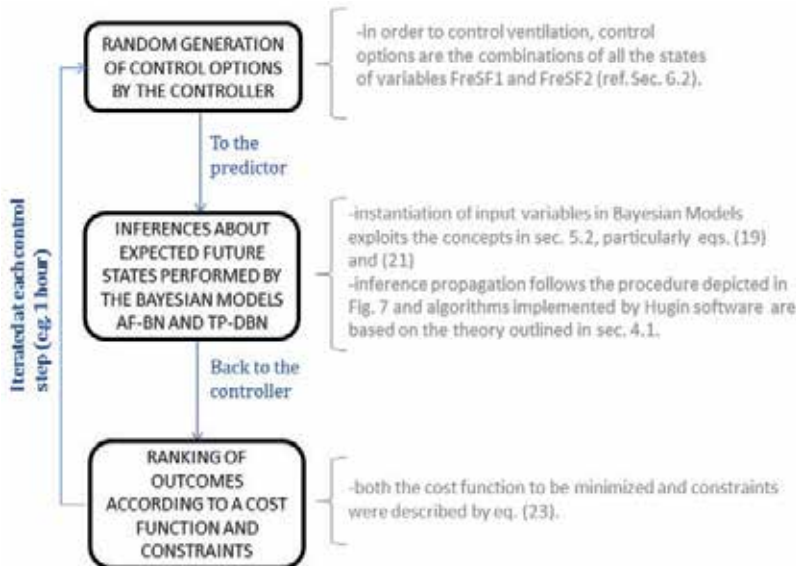 RANDOM GENERATION
OF CONTROL OPTIONS
BY THE CONTROLLER
-in order to control ventilation, control
options are the combinations of all the states
of variables FreSF1 and FreSF2 (ref. Sec. 6.2).
To the
predictor
INFERENCES ABOUT
EXPECTED FUTURE
STATES PERFORMED BY
THE BAYESIAN MODELS
AF-BN AND TP-DBN
-instantiation of input variables in Bayesian Models
exploits the concepts in sec. 5.2, particularly eqs. (19)
and (21)
-inference propagation follows the procedure depicted in
Fig. 7 and algorithms implemented by Hugin software are
based on the theory outlined in sec. 4.1.
Iterated at each control
step (e.g. 1 hour)
Back to the
controller
RANKING OF
OUTCOMES
ACCORDING TO A COST
FUNCTION AND
CONSTRAINTS
-both the cost function to be minimized and constraints
were described by eq. (23).